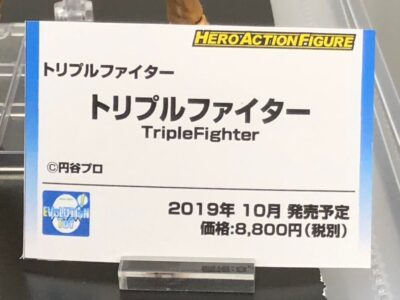 HERO ACTION FIGURE
トリプルファイター
トリプルファイター
TripleFighter
©円谷プロ
EVOLUTION
TOY
2019年 10月 発売予定
価格:8,800円(税別)